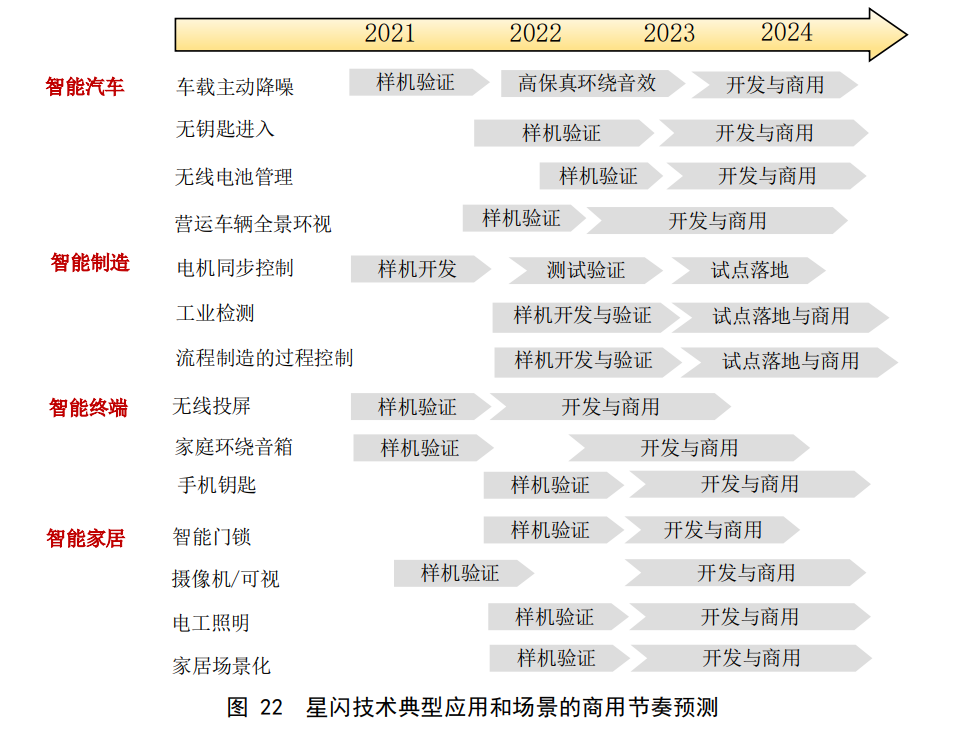 2021 2022 2023 2024
智能汽车 车载主动降噪 样机验证 高保真环绕音效 开发与商用
无钥匙进入 样机验证 开发与商用
无线电池管理 样机验证 开发与商用
营运车辆全景环视 样机验证 开发与商用
智能制造 电机同步控制 样机开发 测试验证 试点落地
工业检测 样机开发与验证 试点落地与商用
流程制造的过程控制 样机开发与验证 试点落地与商用
智能终端 无线投屏 样机验证 开发与商用
家庭环绕音箱 样机验证 开发与商用
手机钥匙 样机验证 开发与商用
智能家居 智能门锁 样机验证 开发与商用
摄像机/可视 样机验证 开发与商用
电工照明 样机验证 开发与商用
家居场景化 样机验证 开发与商用
图 22 星闪技术典型应用和场景的商用节奏预测